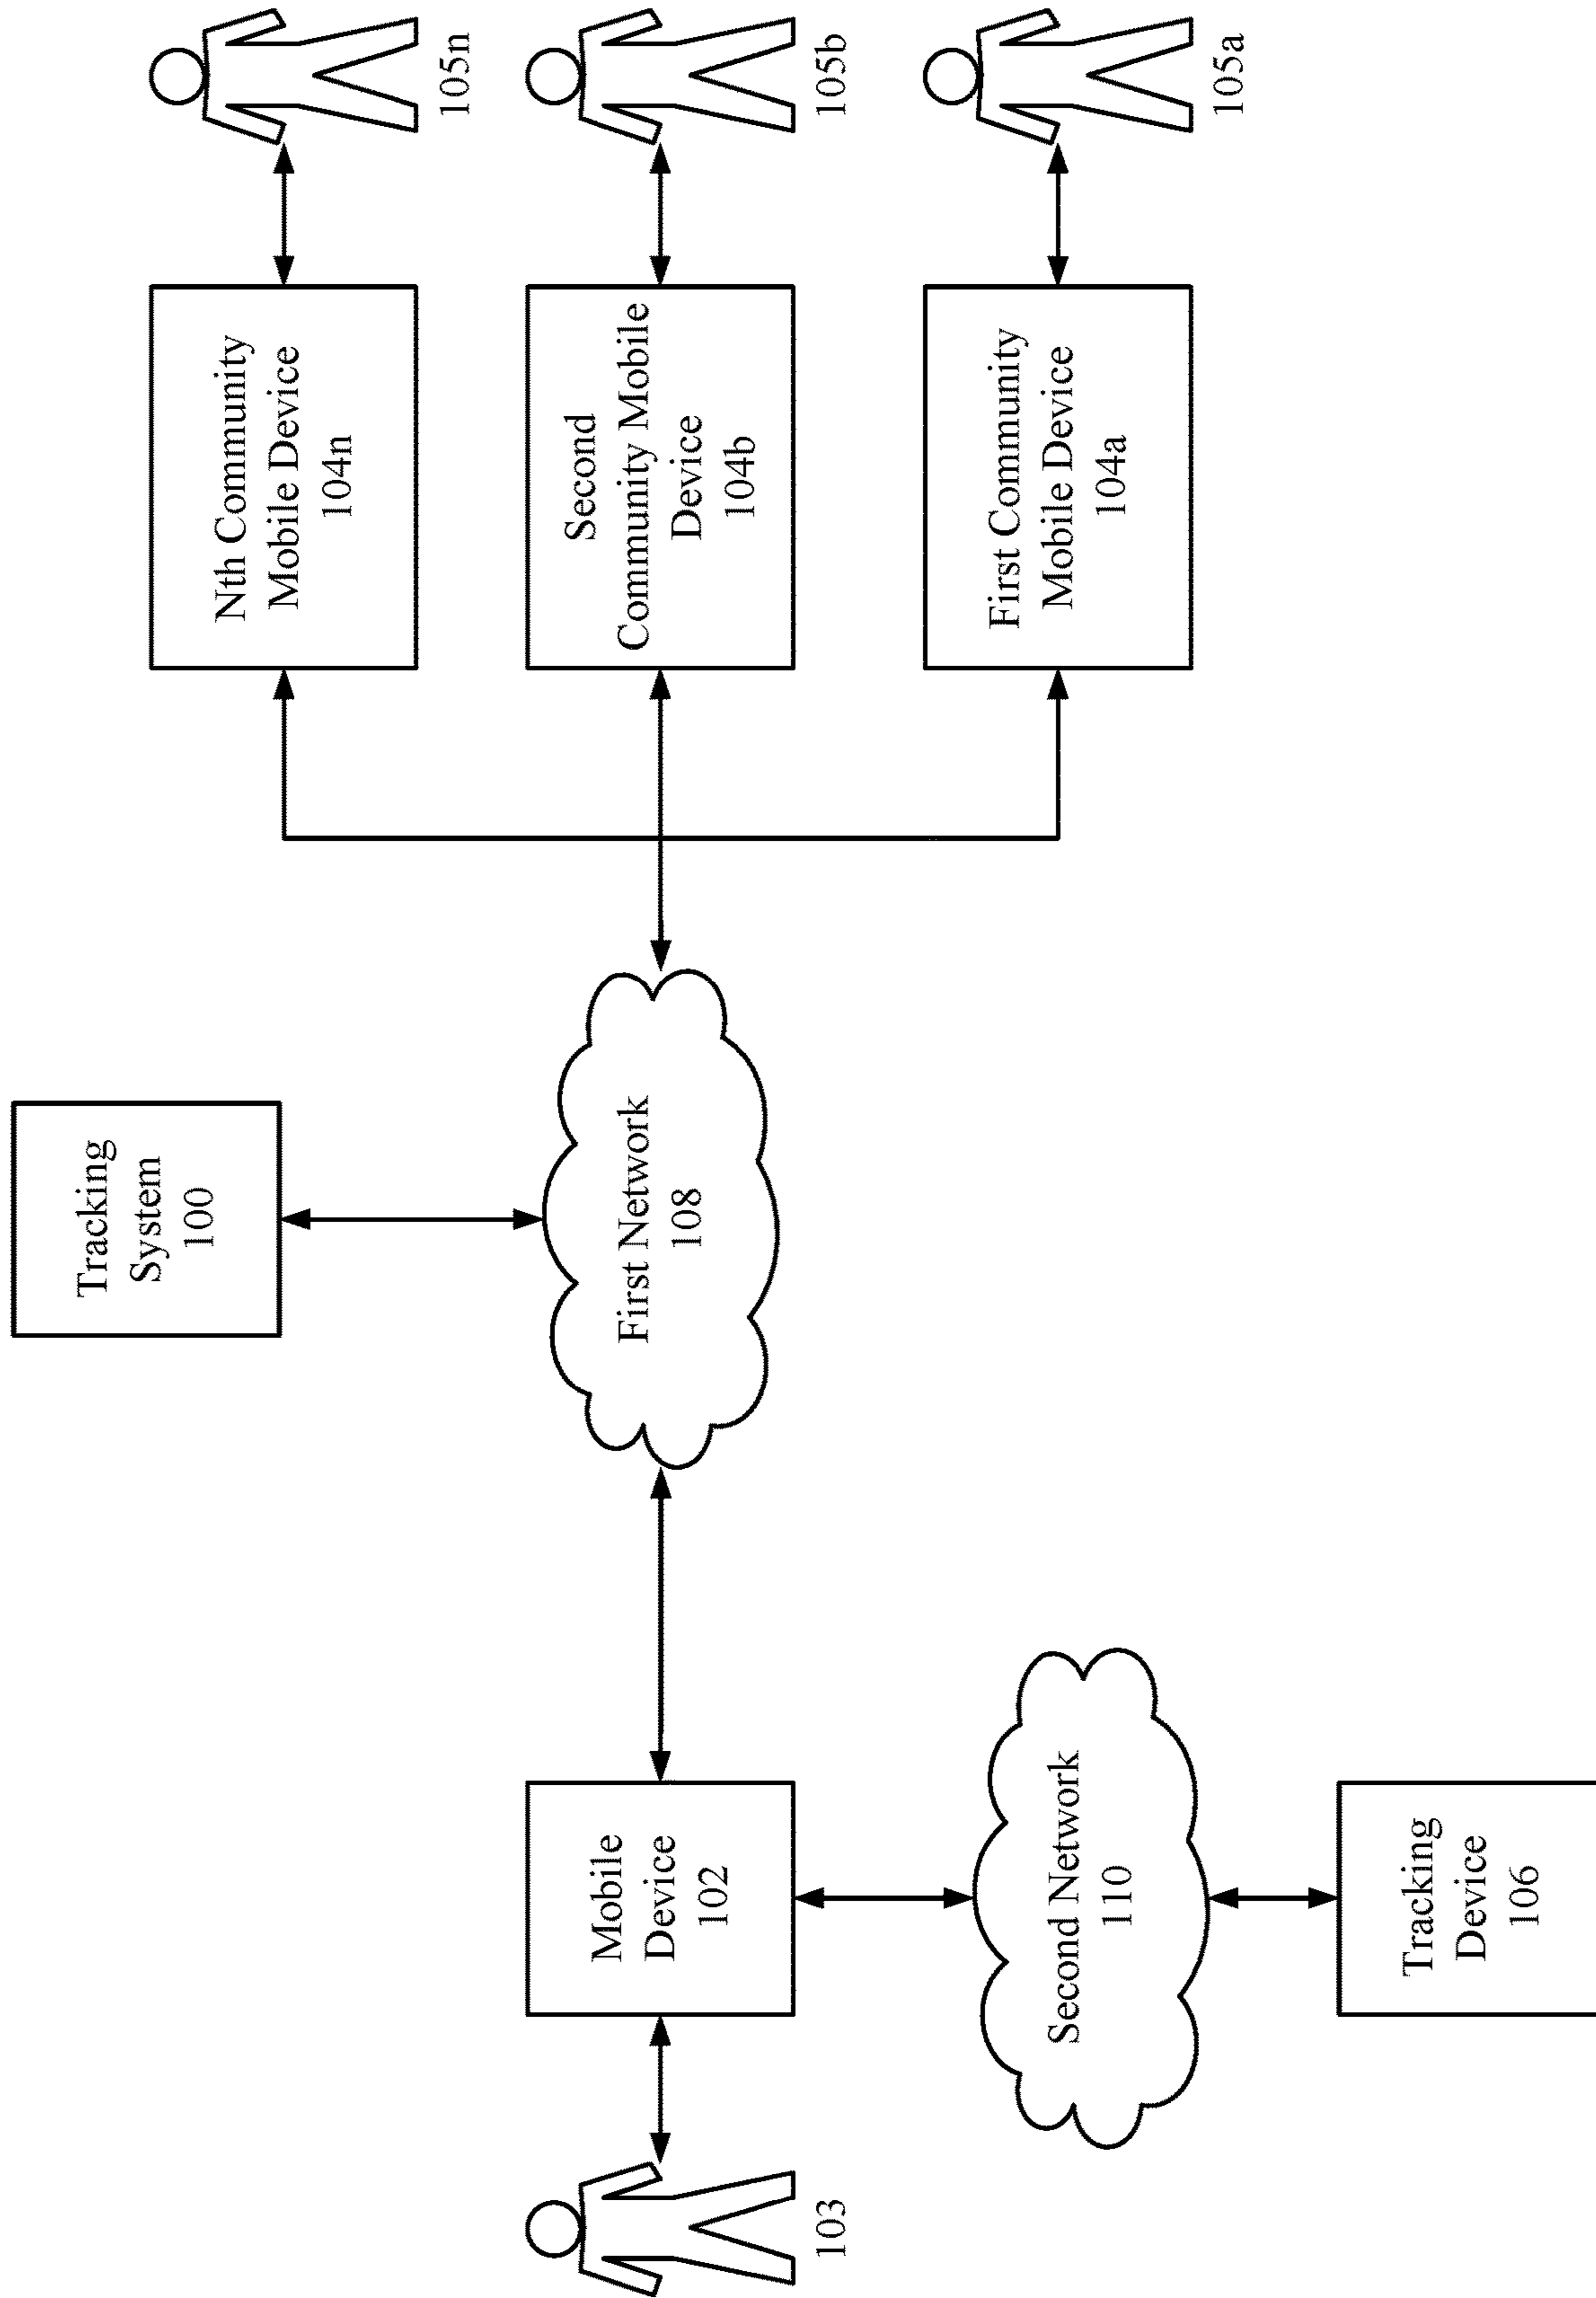 Tracking
System
100
103
Mobile
Device
102
First Network
108
Nth Community
Mobile Device
104n
105n
Second
Community Mobile
Device
104b
105b
First Community
Mobile Device
104a
105a
Second Network
110
Tracking
Device
106